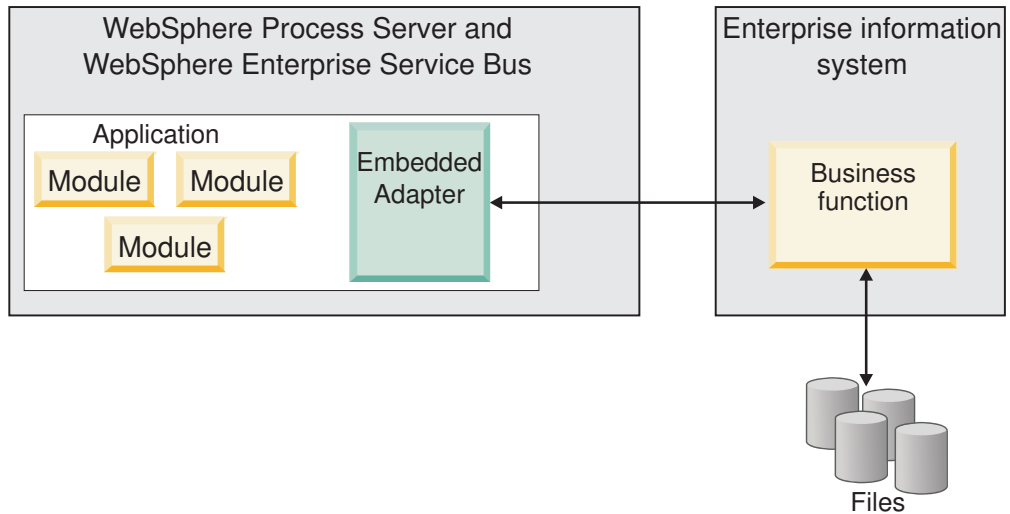 WebSphere Process Server and
WebSphere Enterprise Service Bus
Application
Module
Module
Module
Embedded
Adapter
Enterprise information
system
Business
function
Files